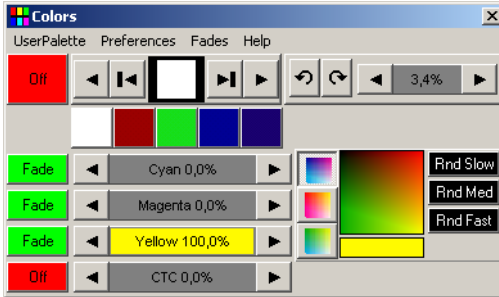 Colors
UserPalette Preferences Fades Help
Off 3,4%
Fade Cyan 0,0% Rnd Slow
Fade Magenta 0,0% Rnd Med
Fade Yellow 100,0% Rnd Fast
Off CTC 0,0%